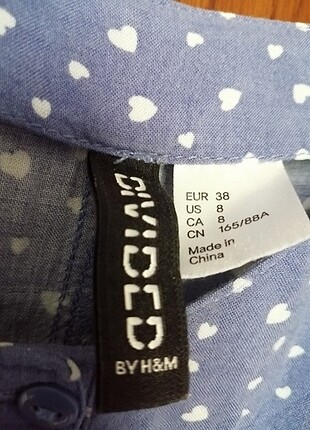 DIVIDED
BY H&M
EUR 38
US 8
CA 8
CN 165/88A
Made in
China